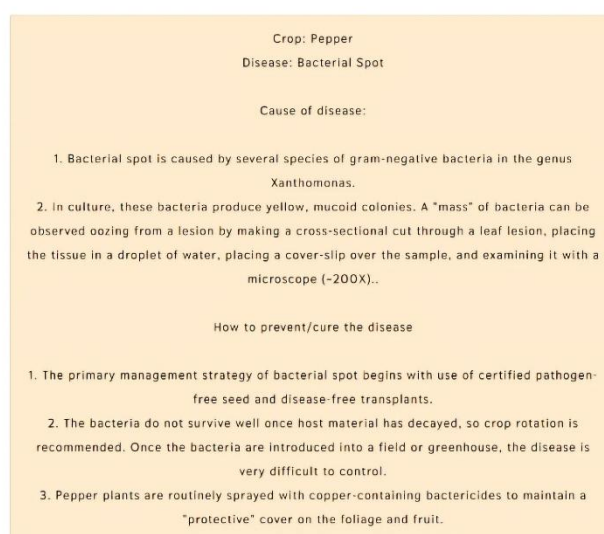 Crop: Pepper
Disease: Bacterial Spot
Cause of disease:
1. Bacterial spot is caused by several species of gram-negative bacteria in the genus
Xanthomonas.
2. In culture, these bacteria produce yellow, mucoid colonies. A "mass" of bacteria can be
observed oozing from a lesion by making a cross-sectional cut through a leaf lesion, placing
the tissue in a droplet of water, placing a cover-slip over the sample, and examining it with a
microscope (~200X)..
How to prevent/cure the disease
1. The primary management strategy of bacterial spot begins with use of certified pathogen-
free seed and disease-free transplants.
2. The bacteria do not survive well once host material has decayed, so crop rotation is
recommended. Once the bacteria are introduced into a field or greenhouse, the disease is
very difficult to control.
3. Pepper plants are routinely sprayed with copper-containing bactericides to maintain a
"protective" cover on the foliage and fruit.